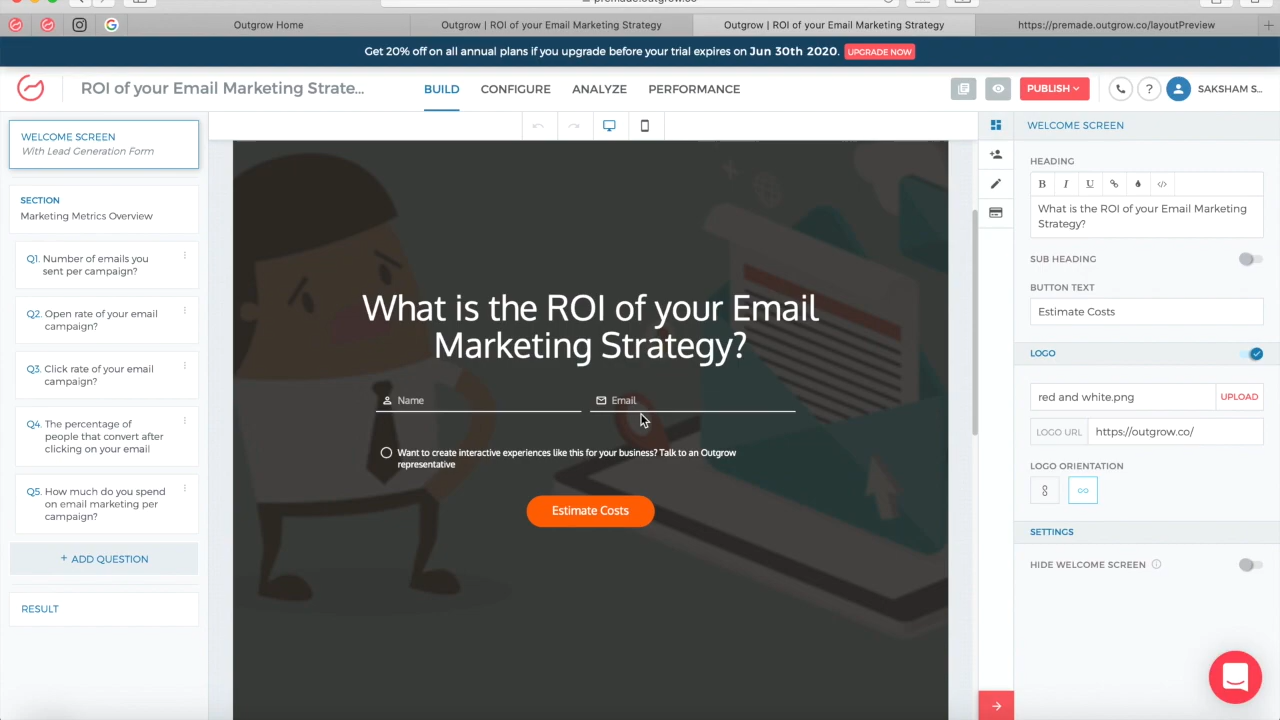 premade.outgrow.co
Outgrow Home
Outgrow | ROI of your Email Marketing Strategy
Outgrow | ROI of your Email Marketing Strategy
https://premade.outgrow.co/layoutPreview
Get 20% off on all annual plans if you upgrade before your trial expires on Jun 30th 2020. UPGRADE NOW
ROI of your Email Marketing Strate...
BUILD
CONFIGURE
ANALYZE
PERFORMANCE
PUBLISH
?
SAKSHAM S...
WELCOME SCREEN
With Lead Generation Form
SECTION
Marketing Metrics Overview
Q1. Number of emails you
sent per campaign?
Q2. Open rate of your email
campaign?
Q3. Click rate of your email
campaign?
Q4. The percentage of
people that convert after
clicking on your email
Q5. How much do you spend
on email marketing per
campaign?
+ ADD QUESTION
RESULT
What is the ROI of your Email
Marketing Strategy?
Name
Email
Want to create interactive experiences like this for your business? Talk to an Outgrow
representative
Estimate Costs
WELCOME SCREEN
HEADING
B I U </>
What is the ROI of your Email Marketing
Strategy?
SUB HEADING
BUTTON TEXT
Estimate Costs
LOGO
red and white.png
UPLOAD
LOGO URL
https://outgrow.co/
LOGO ORIENTATION
SETTINGS
HIDE WELCOME SCREEN